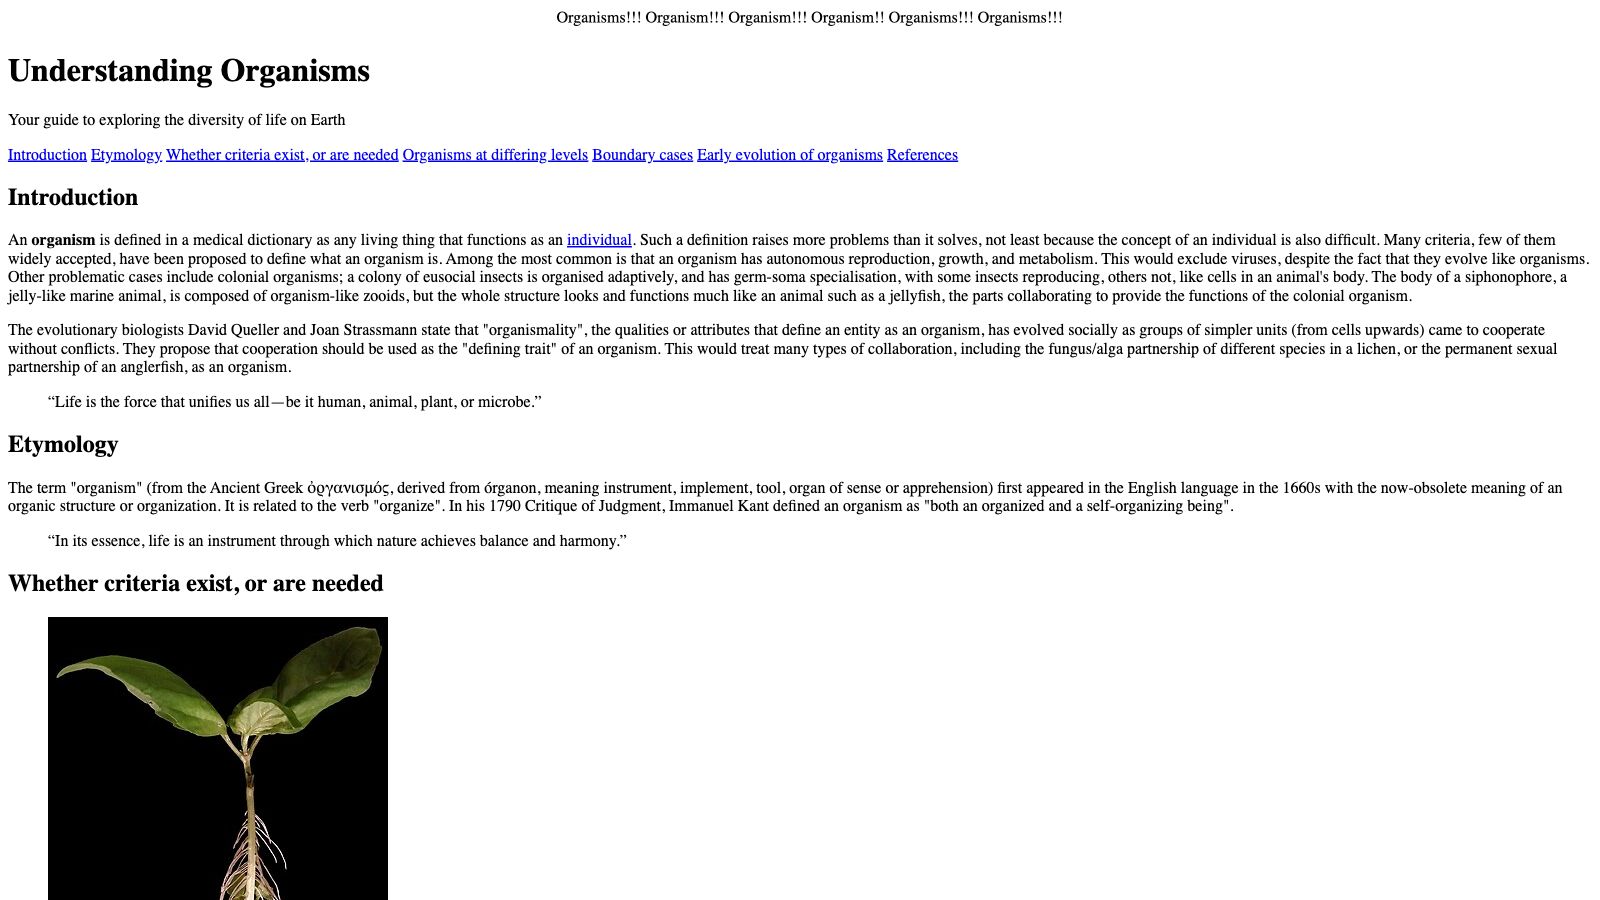 Organisms!!! Organism!!! Organism!!! Organism!! Organisms!!! Organisms!!!
Understanding Organisms
Your guide to exploring the diversity of life on Earth
Introduction Etymology Whether criteria exist, or are needed Organisms at differing levels Boundary cases Early evolution of organisms References
Introduction
An organism is defined in a medical dictionary as any living thing that functions as an individual. Such a definition raises more problems than it solves, not least because the concept of an individual is also difficult. Many criteria, few of them
widely accepted, have been proposed to define what an organism is. Among the most common is that an organism has autonomous reproduction, growth, and metabolism. This would exclude viruses, despite the fact that they evolve like organisms.
Other problematic cases include colonial organisms; a colony of eusocial insects is organised adaptively, and has germ-soma specialisation, with some insects reproducing, others not, like cells in an animal's body. The body of a siphonophore, a
jelly-like marine animal, is composed of organism-like zooids, but the whole structure looks and functions much like an animal such as a jellyfish, the parts collaborating to provide the functions of the colonial organism.
The evolutionary biologists David Queller and Joan Strassmann state that "organismality", the qualities or attributes that define an entity as an organism, has evolved socially as groups of simpler units (from cells upwards) came to cooperate
without conflicts. They propose that cooperation should be used as the "defining trait" of an organism. This would treat many types of collaboration, including the fungus/alga partnership of different species in a lichen, or the permanent sexual
partnership of an anglerfish, as an organism.
“Life is the force that unifies us all—be it human, animal, plant, or microbe.”
Etymology
The term "organism" (from the Ancient Greek ὀργανισμός, derived from órganon, meaning instrument, implement, tool, organ of sense or apprehension) first appeared in the English language in the 1660s with the now-obsolete meaning of an
organic structure or organization. It is related to the verb "organize". In his 1790 Critique of Judgment, Immanuel Kant defined an organism as "both an organized and a self-organizing being".
“In its essence, life is an instrument through which nature achieves balance and harmony.”
Whether criteria exist, or are needed